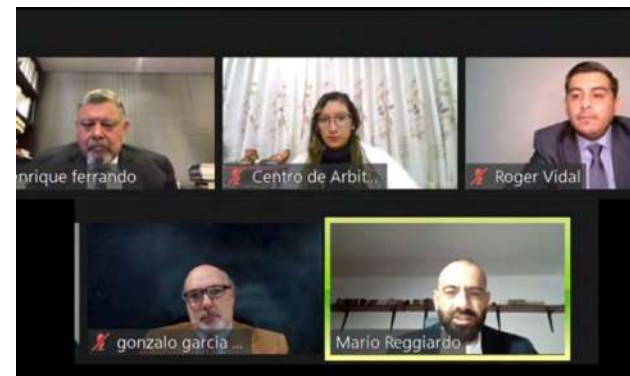 enrique ferrando
Centro de Arbit...
Roger Vidal
gonzalo garcia ...
Mario Reggiardo